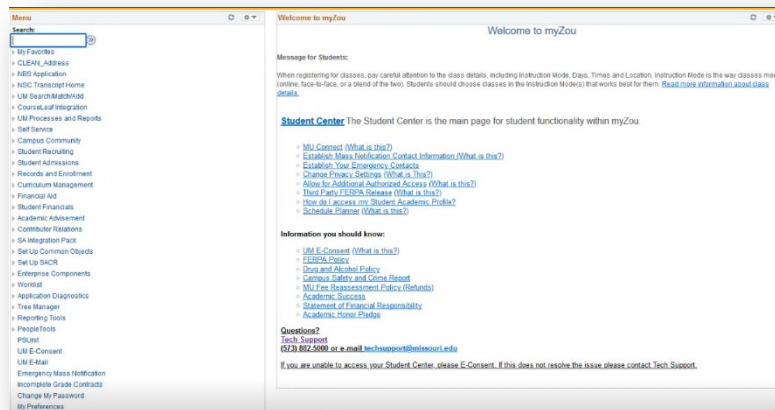 Menu
Search:
My Favorites
CLEAN_Address
NBS Application
NSC Transcript Home
UM Search/Match/Add
CourseLeaf Integration
UM Processes and Reports
Self Service
Campus Community
Student Recruiting
Student Admissions
Records and Enrollment
Curriculum Management
Financial Aid
Student Financials
Academic Advisement
Contributor Relations
SA Integration Pack
Set Up Common Objects
Set Up SACR
Enterprise Components
Worklist
Application Diagnostics
Tree Manager
Reporting Tools
PeopleTools
PSUnit
UM E-Consent
UM E-Mail
Emergency Mass Notification
Incomplete Grade Contracts
Change My Password
My Preferences
Welcome to myZou
Welcome to myZou
Message for Students:
When registering for classes, pay careful attention to the class details, including Instruction Mode, Days, Times and Location. Instruction Mode is the way classes mee
(online, face-to-face, or a blend of the two). Students should choose classes in the Instruction Mode(s) that works best for them. Read more information about class
details.
Student Center The Student Center is the main page for student functionality within myZou.
MU Connect (What is this?)
Establish Mass Notification Contact Information (What is this?)
Establish Your Emergency Contacts
Change Privacy Settings (What is This?)
Allow for Additional Authorized Access (What is this?)
Third Party FERPA Release (What is this?)
How do I access my Student Academic Profile?
Schedule Planner (What is this?)
Information you should know:
UM E-Consent (What is this?)
FERPA Policy
Drug and Alcohol Policy
Campus Safety and Crime Report
MU Fee Reassessment Policy (Refunds)
Academic Success
Statement of Financial Responsibility
Academic Honor Pledge
Questions?
Tech Support
(573) 882-5000 or e-mail techsupport@missouri.edu
If you are unable to access your Student Center, please E-Consent. If this does not resolve the issue please contact Tech Support.